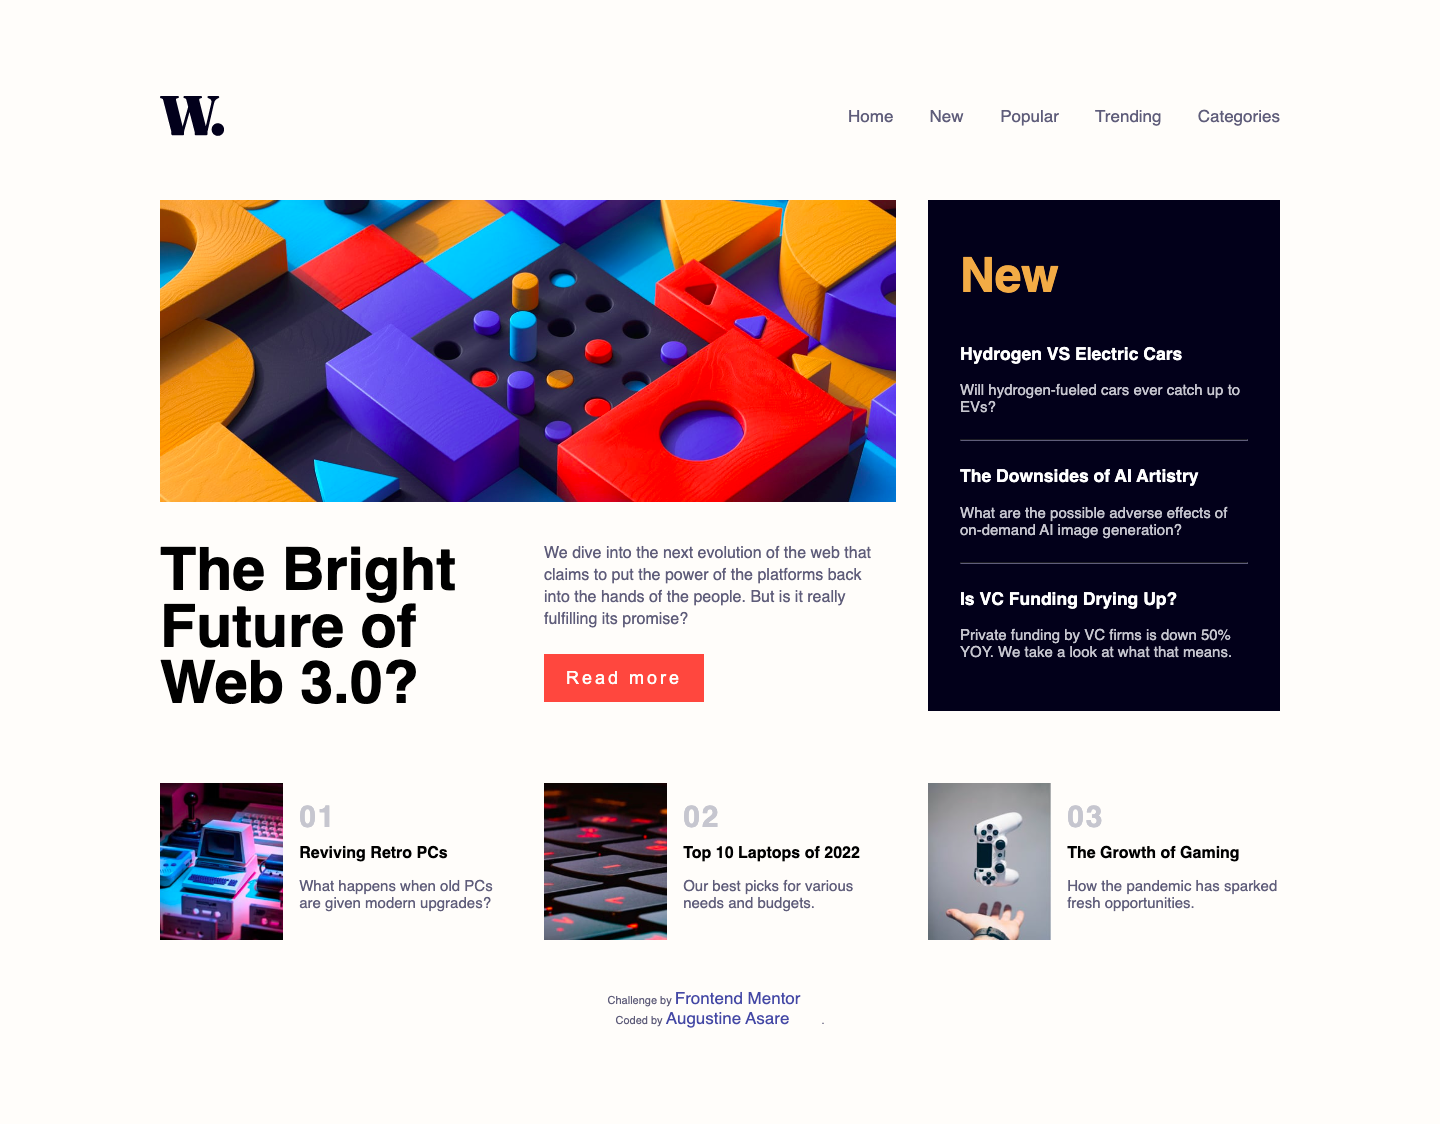 W.
Home New Popular Trending Categories
New
Hydrogen VS Electric Cars
Will hydrogen-fueled cars ever catch up to
EVs?
The Downsides of AI Artistry
What are the possible adverse effects of
on-demand AI image generation?
Is VC Funding Drying Up?
Private funding by VC firms is down 50%
YOY. We take a look at what that means.
The Bright
Future of
Web 3.0?
We dive into the next evolution of the web that
claims to put the power of the platforms back
into the hands of the people. But is it really
fulfilling its promise?
Read more
01
Reviving Retro PCs
What happens when old PCs
are given modern upgrades?
02
Top 10 Laptops of 2022
Our best picks for various
needs and budgets.
03
The Growth of Gaming
How the pandemic has sparked
fresh opportunities.
Challenge by Frontend Mentor
Coded by Augustine Asare .